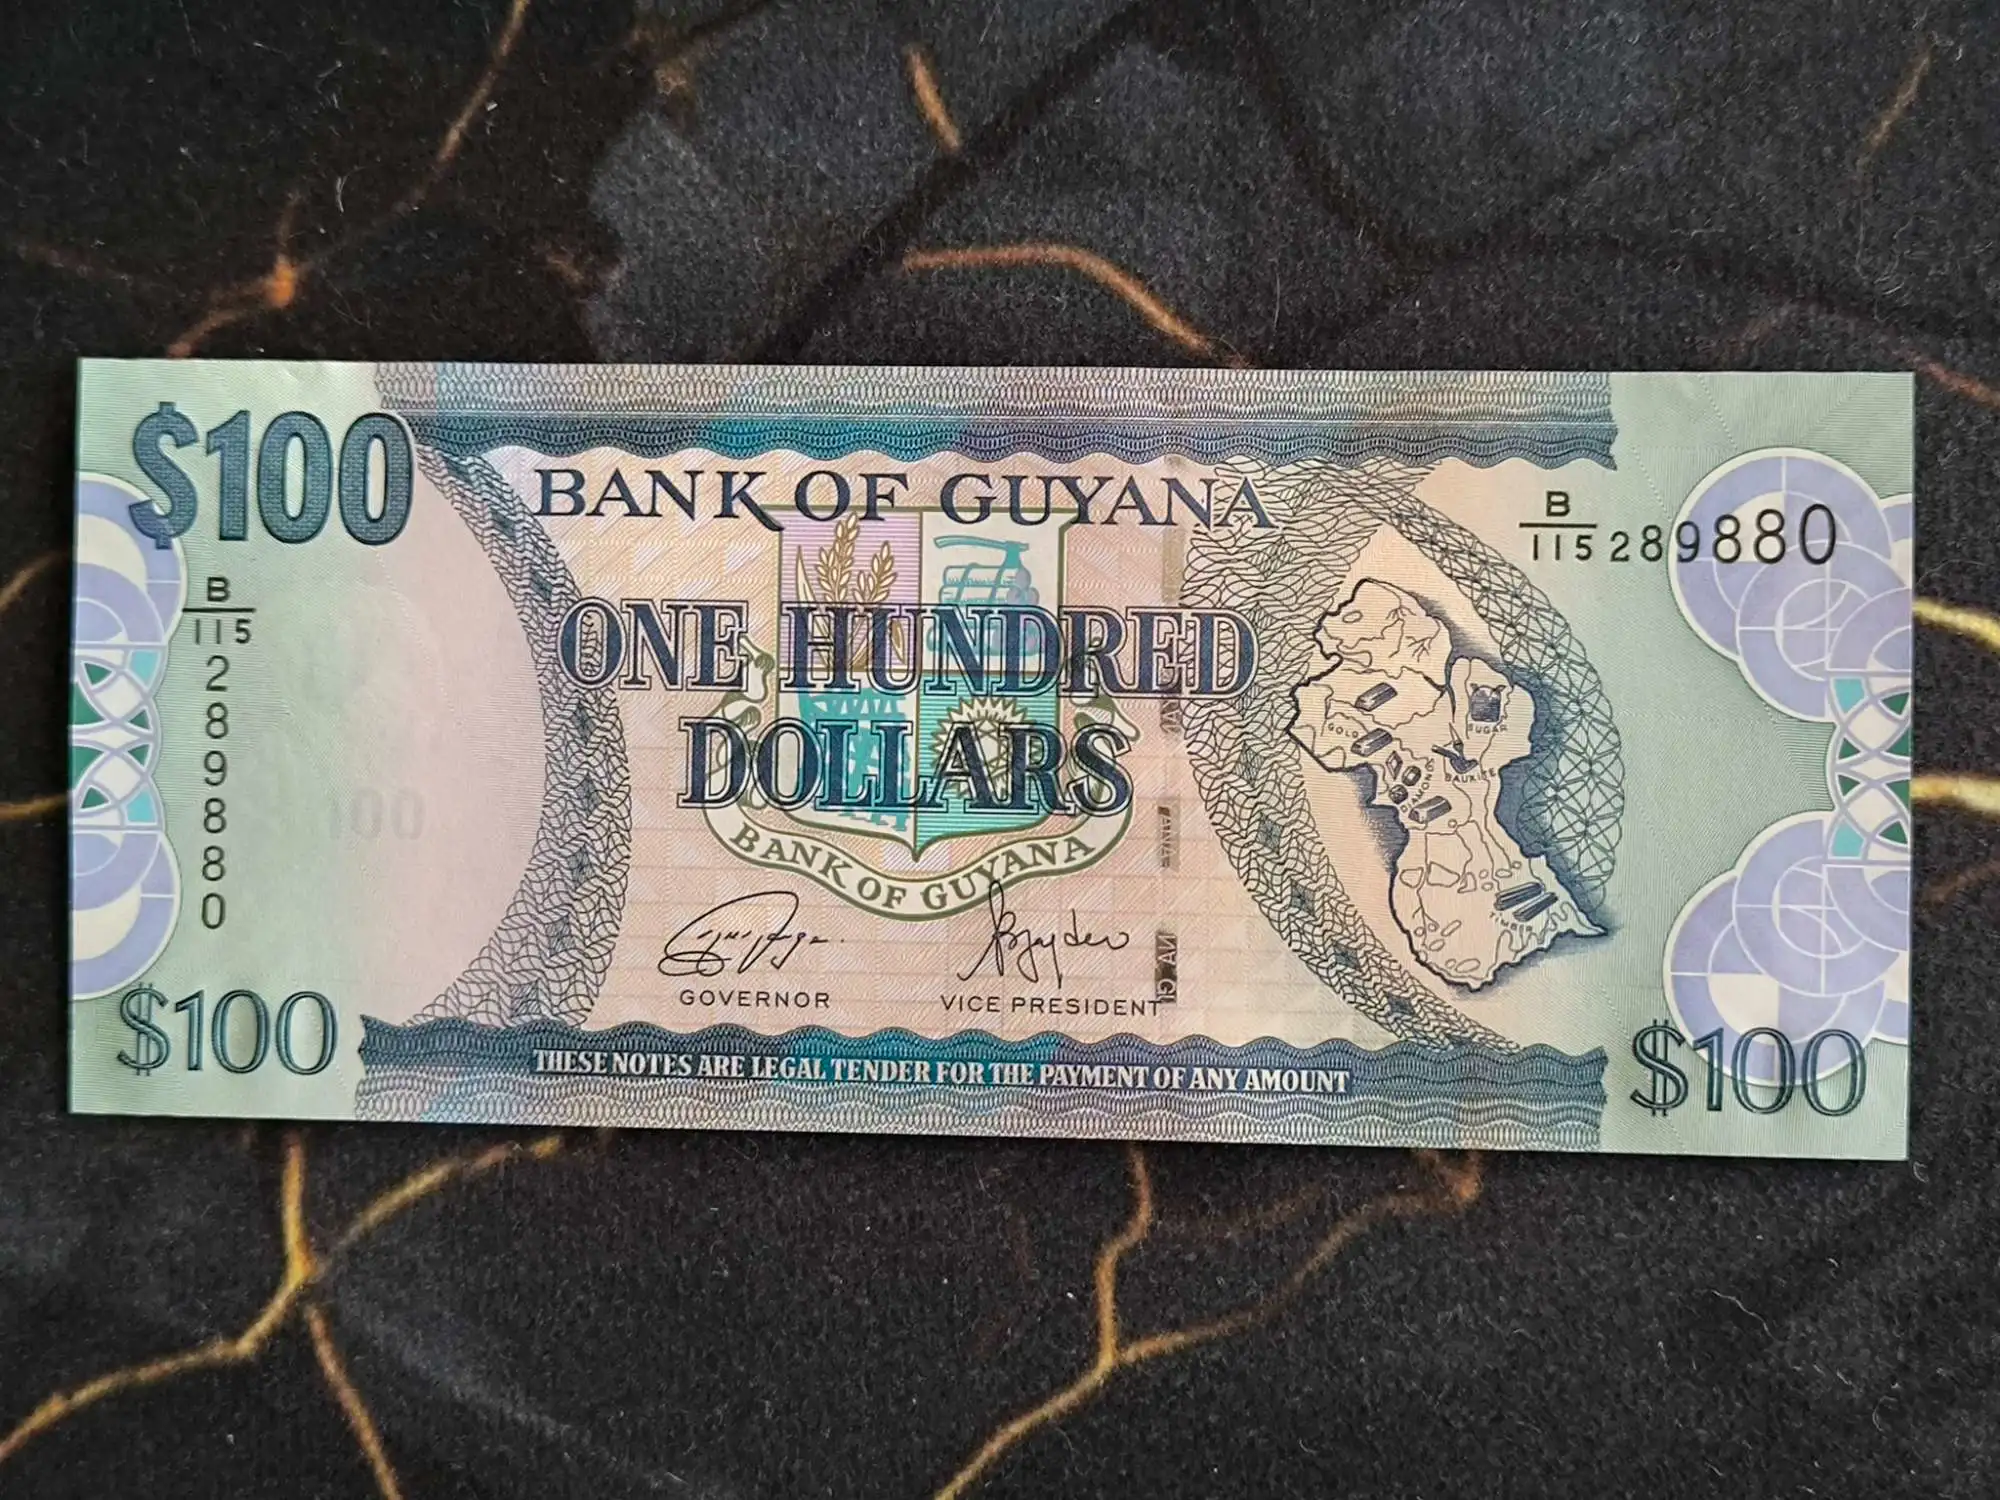 $100
BANK OF GUYANA
B/115 289880
B/115
2
8
9
8
8
0
ONE HUNDRED
DOLLARS
GOLD
SUGAR
BAUXITE
DIAMOND
TIMBER
100
BANK OF GUYANA
GOVERNOR
VICE PRESIDENT
$100
THESE NOTES ARE LEGAL TENDER FOR THE PAYMENT OF ANY AMOUNT
$100